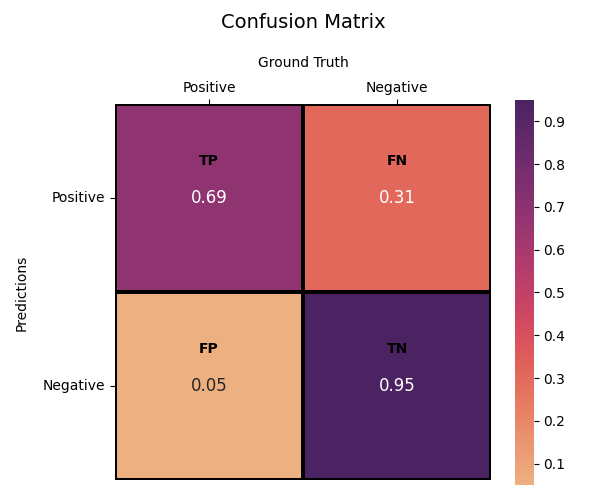 Confusion Matrix
Ground Truth
Positive Negative
TP FN
Positive 0.69 0.31
Predictions
FP TN
Negative 0.05 0.95
0.9
0.8
0.7
0.6
0.5
0.4
0.3
0.2
0.1